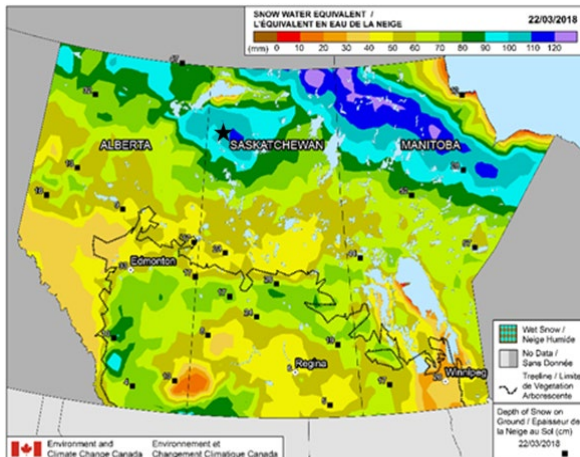 SNOW WATER EQUIVALENT /
L'ÉQUIVALENT EN EAU DE LA NEIGE
22/03/2018
(mm) 0 10 20 30 40 50 60 70 80 90 100 110 120
ALBERTA
SASKATCHEWAN
MANITOBA
Edmonton
Regina
Winnipeg
Wet Snow /
Neige Humide
No Data /
Sans Donnée
Treeline / Limite
de Vegetation
Arborescente
Depth of Snow on
Ground / Epaisseur de
la Neige au Sol (cm)
22/03/2018
Environment and
Climate Change Canada
Environnement et
Changement Climatique Canada